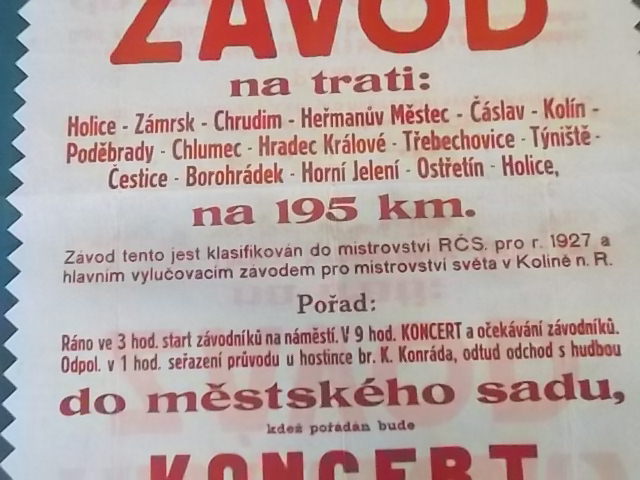 ZÁVOD
na trati:
Holice - Zámrsk - Chrudim - Heřmanův Městec - Čáslav - Kolín -
Poděbrady - Chlumec - Hradec Králové - Třebechovice - Týniště -
Čestice - Borohrádek - Horní Jelení - Ostřetín - Holice,
na 195 km.
Závod tento jest klasifikován do mistrovství RČS. pro r. 1927 a
hlavním vylučovacím závodem pro mistrovství světa v Kolíně n. R.
Pořad:
Ráno ve 3 hod. start závodníků na náměstí. V 9 hod. KONCERT a očekávání závodníků.
Odpol. v 1 hod. seřazení průvodu u hostince br. K. Konráda, odtud odchod s hudbou
do městského sadu,
kdež pořádán bude
KONCERT